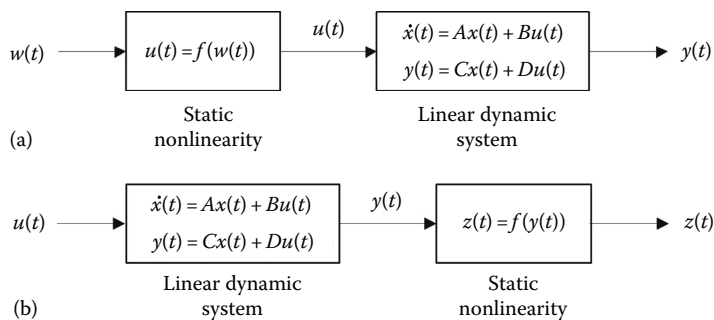 w(t)
u(t) = f(w(t))
u(t)
ẋ(t) = Ax(t) + Bu(t)
y(t) = Cx(t) + Du(t)
y(t)
Static
nonlinearity
Linear dynamic
system
(a)
u(t)
ẋ(t) = Ax(t) + Bu(t)
y(t) = Cx(t) + Du(t)
y(t)
z(t) = f(y(t))
z(t)
Linear dynamic
system
Static
nonlinearity
(b)